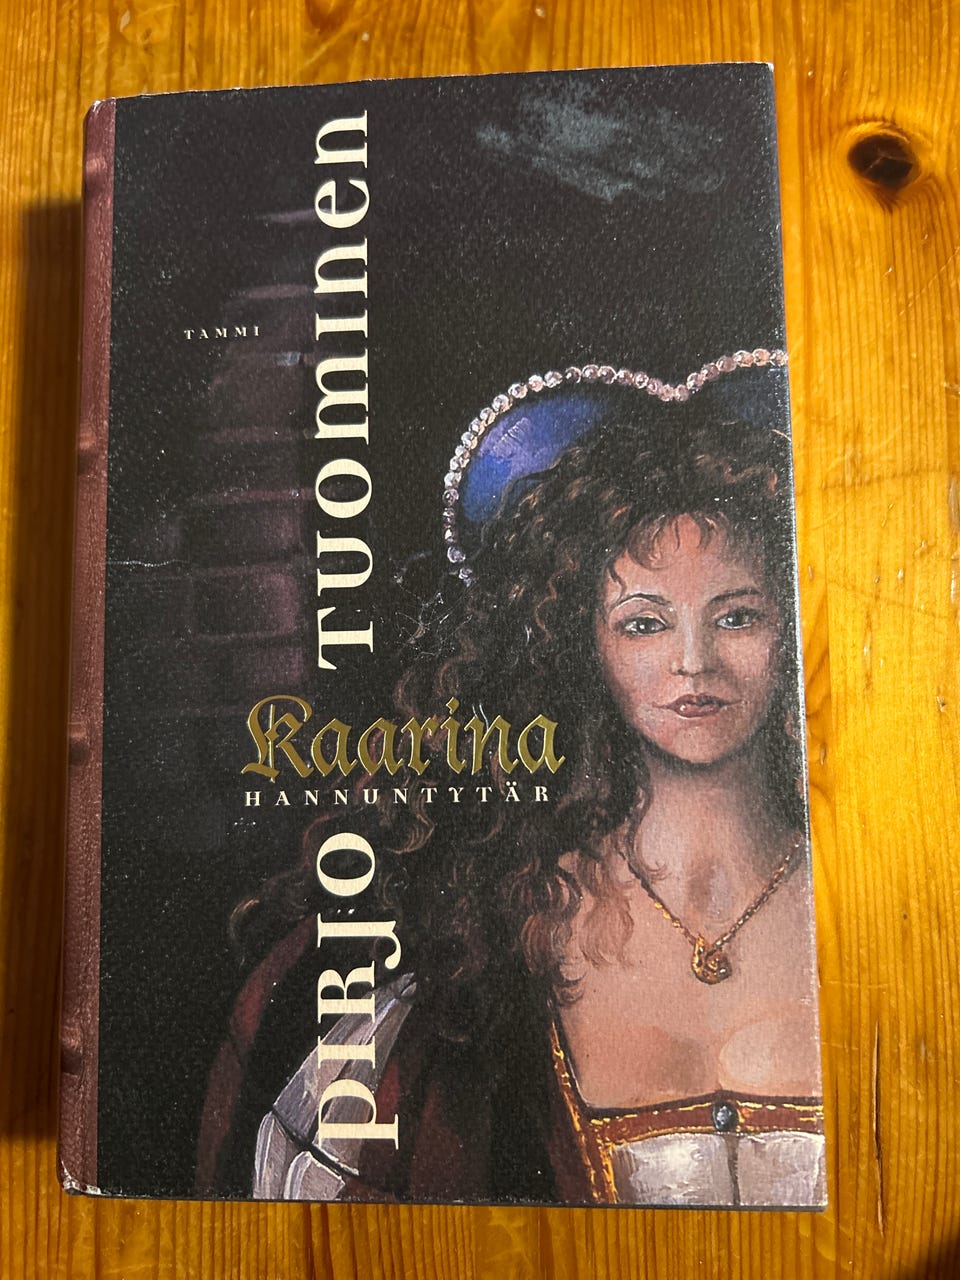 TAMMI
PIRJO TUOMINEN
Kaarina
HANNUNTYTÄR